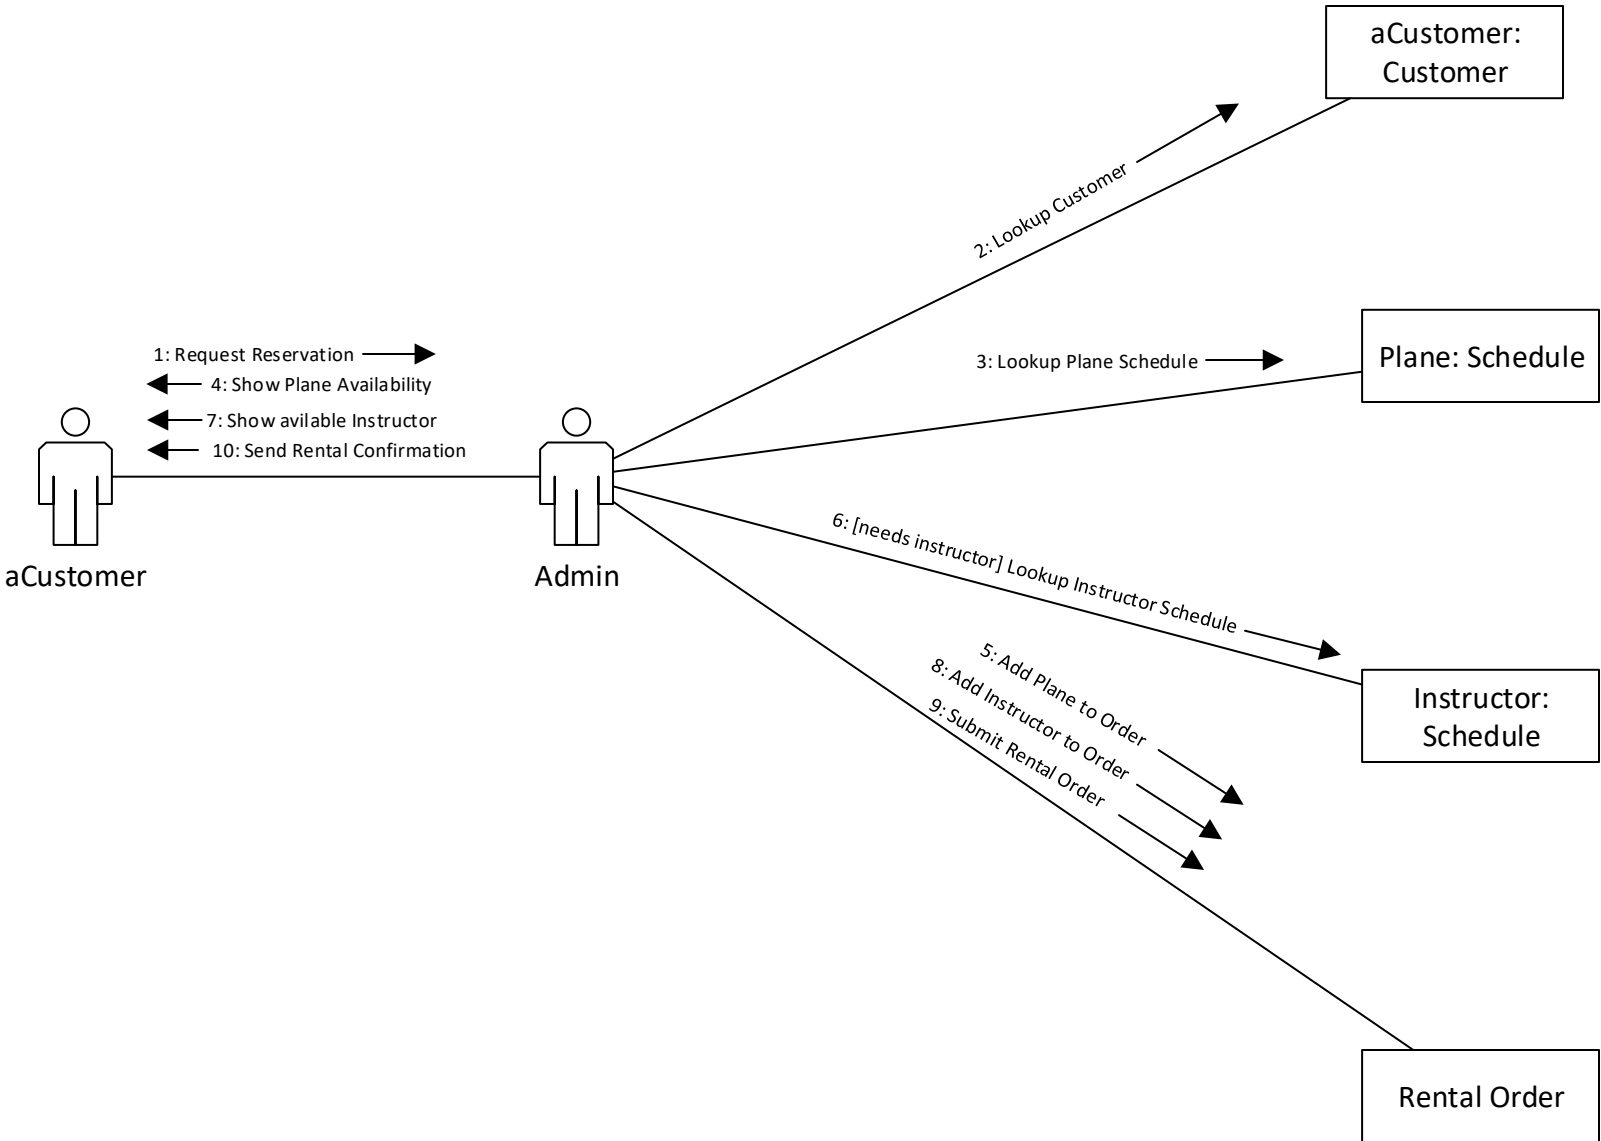 aCustomer:
Customer
2: Lookup Customer
1: Request Reservation
4: Show Plane Availability
7: Show avilable Instructor
10: Send Rental Confirmation
3: Lookup Plane Schedule
Plane: Schedule
aCustomer
Admin
6: [needs instructor] Lookup Instructor Schedule
5: Add Plane to Order
8: Add Instructor to Order
9: Submit Rental Order
Instructor:
Schedule
Rental Order